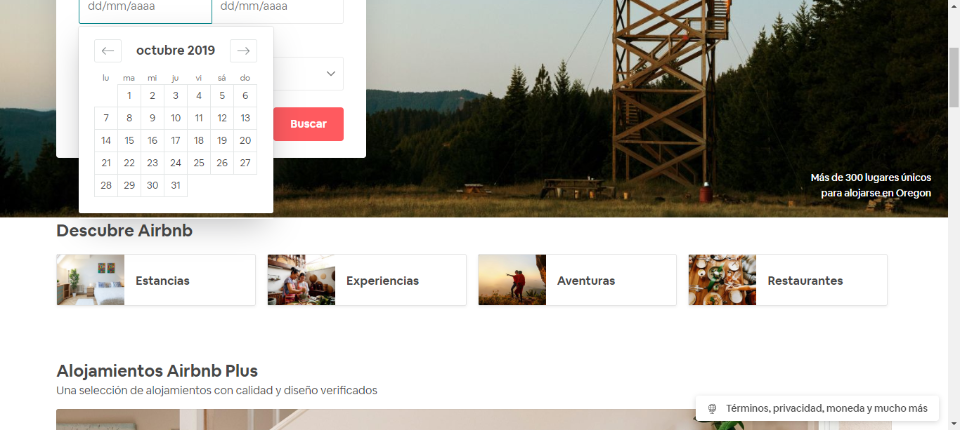 dd/mm/aaaa dd/mm/aaaa
octubre 2019
lu ma mi ju vi sá do
1 2 3 4 5 6
7 8 9 10 11 12 13
14 15 16 17 18 19 20
21 22 23 24 25 26 27
28 29 30 31
Buscar
Más de 300 lugares únicos
para alojarse en Oregon
Descubre Airbnb
Estancias
Experiencias
Aventuras
Restaurantes
Alojamientos Airbnb Plus
Una selección de alojamientos con calidad y diseño verificados
Términos, privacidad, moneda y mucho más